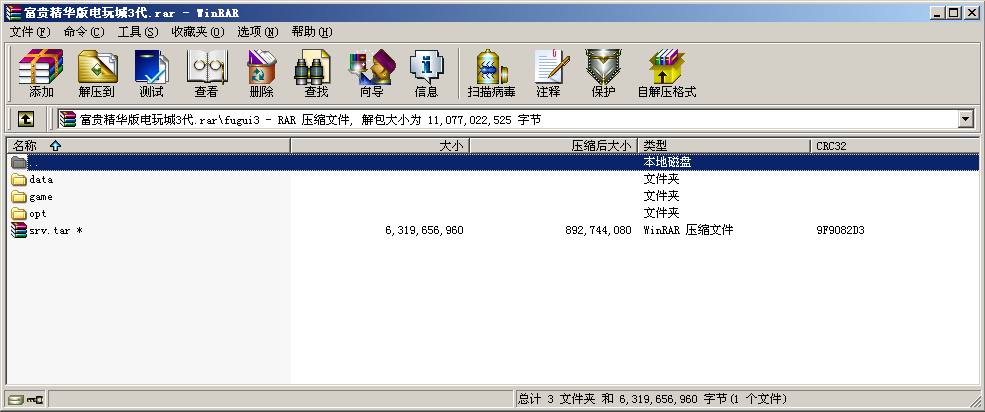 富贵精华版电玩城3代.rar - WinRAR
文件(F) 命令(C) 工具(S) 收藏夹(O) 选项(N) 帮助(H)
添加 解压到 测试 查看 删除 查找 向导 信息 扫描病毒 注释 保护 自解压格式
富贵精华版电玩城3代.rar\fugui3 - RAR 压缩文件, 解包大小为 11,077,022,525 字节
名称 大小 压缩后大小 类型 CRC32
.. 本地磁盘
data 文件夹
game 文件夹
opt 文件夹
srv.tar * 6,319,656,960 892,744,080 WinRAR 压缩文件 9F9082D3
总计 3 文件夹 和 6,319,656,960 字节(1 个文件)